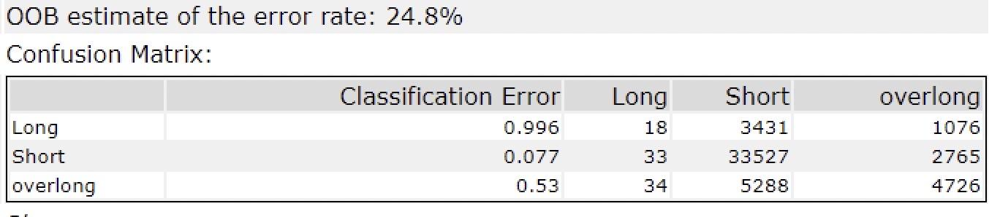 OOB estimate of the error rate: 24.8%
Confusion Matrix:
Classification Error Long Short overlong
Long 0.996 18 3431 1076
Short 0.077 33 33527 2765
overlong 0.53 34 5288 4726